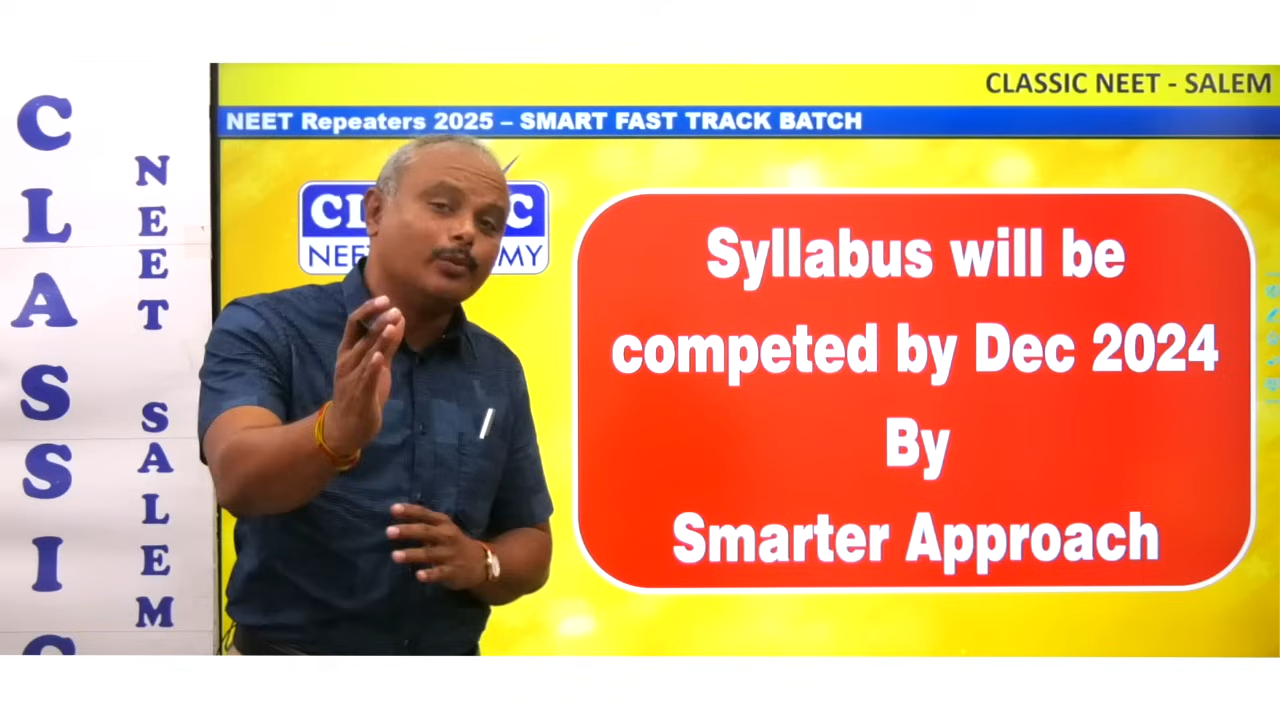 CLASSIC NEET - SALEM
NEET Repeaters 2025 – SMART FAST TRACK BATCH
CLASSIC
NEET SALEM
Syllabus will be
competed by Dec 2024
By
Smarter Approach